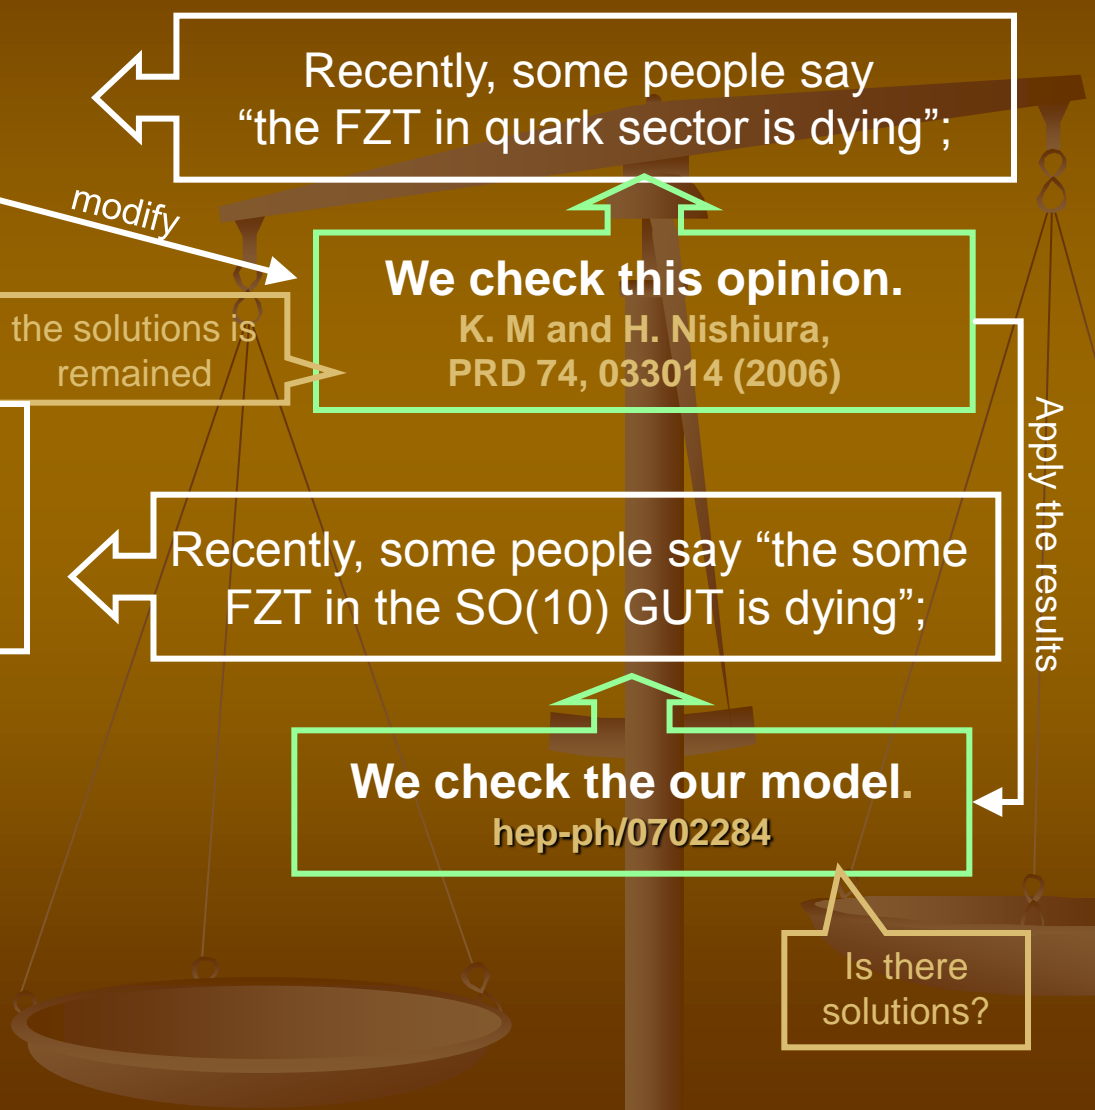 Recently, some people say
“the FZT in quark sector is dying”;
modify
We check this opinion.
K. M and H. Nishiura,
PRD 74, 033014 (2006)
the solutions is
remained
Apply the results
Recently, some people say “the some
FZT in the SO(10) GUT is dying”;
We check the our model.
hep-ph/0702284
Is there
solutions?